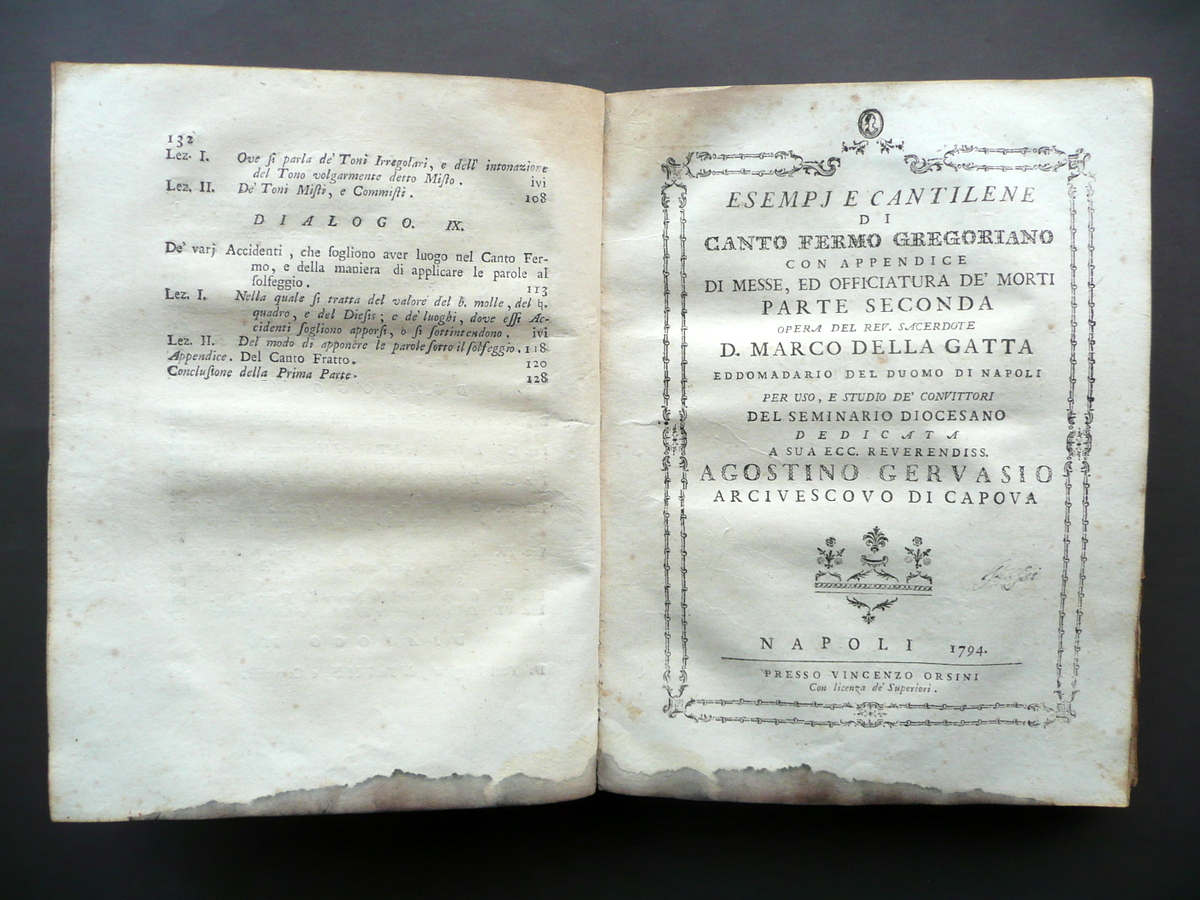 132
Lez. I. Ove ſi parla de' Toni Irregolari, e dell' intonazione
del Tono volgarmente detto Miſto. ivi
Lez. II. De' Toni Miſti, e Commiſti. 108
DIALOGO. IX.
De' varj Accidenti, che ſogliono aver luogo nel Canto Fer-
mo, e della maniera di applicare le parole al
ſolfeggio. 113
Lez. I. Nella quale ſi tratta del valore del b. molle, del ♮.
quadro, e del Dieſis; e de' luoghi, dove eſſi Ac-
cidenti ſogliono apporſi, o ſi ſottintendono. ivi
Lez. II. Del modo di apponere le parole ſotto il ſolfeggio. 118
Appendice. Del Canto Fratto. 120
Concluſione della Prima Parte. 128
ESEMPJ E CANTILENE
DI
CANTO FERMO GREGORIANO
CON APPENDICE
DI MESSE, ED OFFICIATURA DE' MORTI
PARTE SECONDA
OPERA DEL REV. SACERDOTE
D. MARCO DELLA GATTA
EDDOMADARIO DEL DUOMO DI NAPOLI
PER USO, E STUDIO DE' CONVITTORI
DEL SEMINARIO DIOCESANO
DEDICATA
A SUA ECC. REVERENDISS.
AGOSTINO GERVASIO
ARCIVESCOVO DI CAPOVA
NAPOLI 1794.
PRESSO VINCENZO ORSINI
Con licenza de' Superiori.